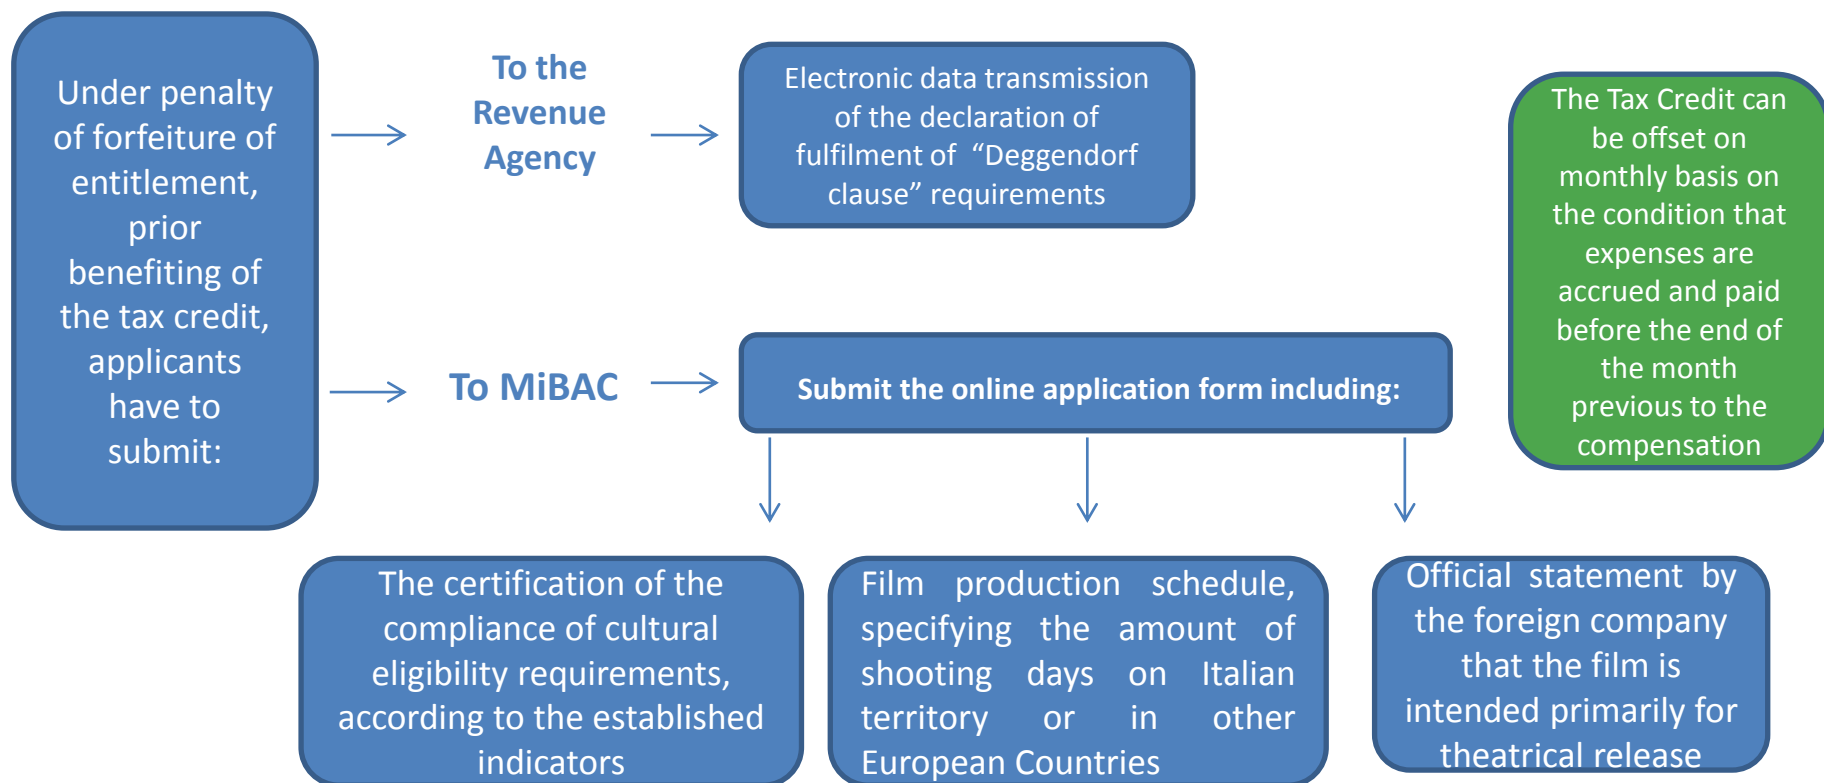 Under penalty
of forfeiture of
entitlement,
prior
benefiting of
the tax credit,
applicants
have to
submit:
To the
Revenue
Agency
Electronic data transmission
of the declaration of
fulfilment of “Deggendorf
clause” requirements
To MiBAC
Submit the online application form including:
The certification of the
compliance of cultural
eligibility requirements,
according to the established
indicators
Film production schedule,
specifying the amount of
shooting days on Italian
territory or in other
European Countries
Official statement by
the foreign company
that the film is
intended primarily for
theatrical release
The Tax Credit can
be offset on
monthly basis on
the condition that
expenses are
accrued and paid
before the end of
the month
previous to the
compensation